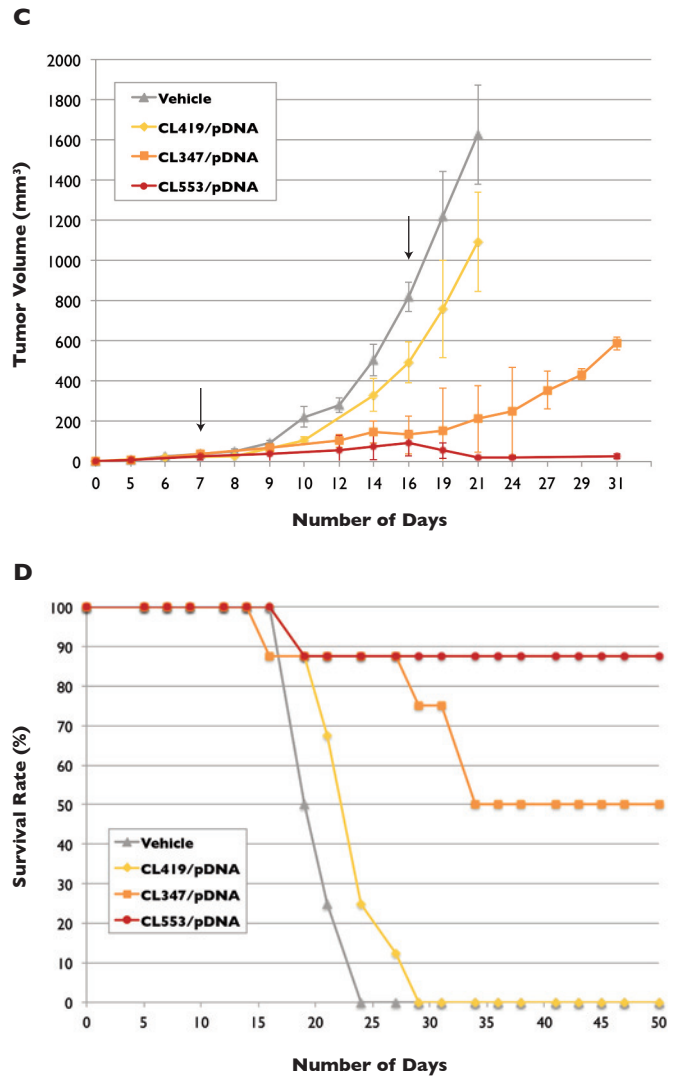 C
2000
1800
1600
1400
1200
1000
800
600
400
200
0
Tumor Volume (mm³)
Vehicle
CL419/pDNA
CL347/pDNA
CL553/pDNA
0 5 6 7 8 9 10 12 14 16 19 21 24 27 29 31
Number of Days
D
100
90
80
70
60
50
40
30
20
10
0
Survival Rate (%)
Vehicle
CL419/pDNA
CL347/pDNA
CL553/pDNA
0 5 10 15 20 25 30 35 40 45 50
Number of Days